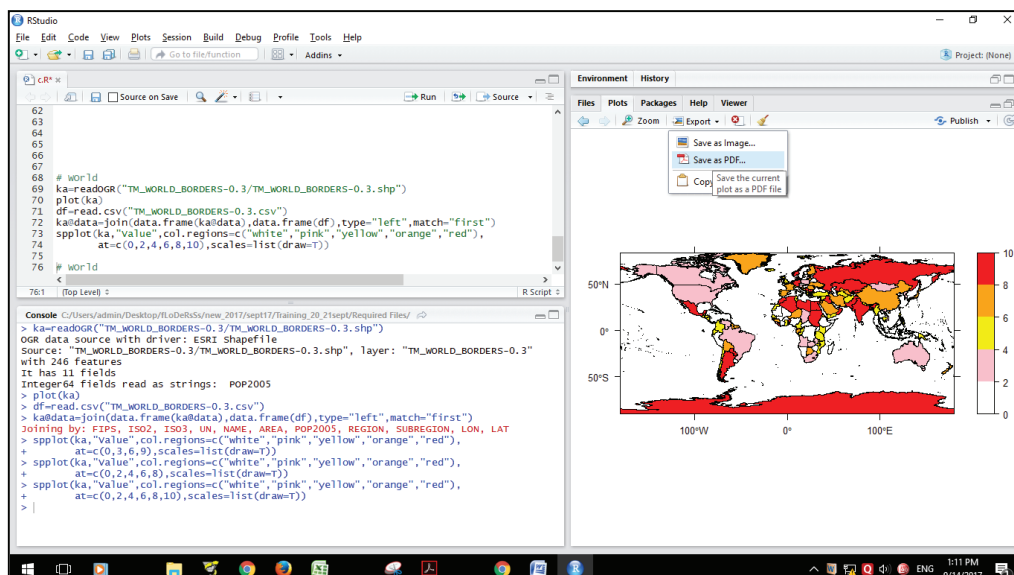 RStudio
File Edit Code View Plots Session Build Debug Profile Tools Help
Go to file/function
Addins
Project: (None)
c.R*
Source on Save
Run
Source
62
63
64
65
66
67
68 # World
69 ka=readOGR("TM_WORLD_BORDERS-0.3/TM_WORLD_BORDERS-0.3.shp")
70 plot(ka)
71 df=read.csv("TM_WORLD_BORDERS-0.3.csv")
72 ka@data=join(data.frame(ka@data),data.frame(df),type="left",match="first")
73 spplot(ka,"Value",col.regions=c("white","pink","yellow","orange","red"),
74 at=c(0,2,4,6,8,10),scales=list(draw=T))
75
76 # World
76:1 (Top Level) R Script
Console C:/Users/admin/Desktop/fLoDeRsSs/new_2017/sept17/Training_20_21sept/Required Files/
> ka=readOGR("TM_WORLD_BORDERS-0.3/TM_WORLD_BORDERS-0.3.shp")
OGR data source with driver: ESRI Shapefile
Source: "TM_WORLD_BORDERS-0.3/TM_WORLD_BORDERS-0.3.shp", layer: "TM_WORLD_BORDERS-0.3"
with 246 features
It has 11 fields
Integer64 fields read as strings: POP2005
> plot(ka)
> df=read.csv("TM_WORLD_BORDERS-0.3.csv")
> ka@data=join(data.frame(ka@data),data.frame(df),type="left",match="first")
Joining by: FIPS, ISO2, ISO3, UN, NAME, AREA, POP2005, REGION, SUBREGION, LON, LAT
> spplot(ka,"Value",col.regions=c("white","pink","yellow","orange","red"),
+ at=c(0,3,6,9),scales=list(draw=T))
> spplot(ka,"Value",col.regions=c("white","pink","yellow","orange","red"),
+ at=c(0,2,4,6,8),scales=list(draw=T))
> spplot(ka,"Value",col.regions=c("white","pink","yellow","orange","red"),
+ at=c(0,2,4,6,8,10),scales=list(draw=T))
>
Environment History
Files Plots Packages Help Viewer
Zoom Export Publish
Save as Image...
Save as PDF...
Copy
Save the current
plot as a PDF file
50°N
0°
50°S
100°W 0° 100°E
10
8
6
4
2
0
ENG
1:11 PM
9/14/2017